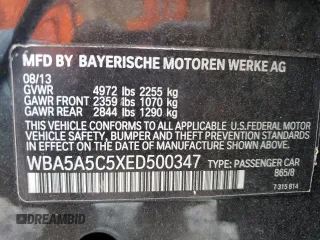 MFD BY BAYERISCHE MOTOREN WERKE AG
08/13
GVWR 4972 lbs 2255 kg
GAWR FRONT 2359 lbs 1070 kg
GAWR REAR 2844 lbs 1290 kg
THIS VEHICLE CONFORMS TO ALL APPLICABLE FEDERAL
MOTOR VEHICLE SAFETY, BUMPER AND THEFT PREVENTION
STANDARDS IN EFFECT ON THE DATE OF MANUFACTURE
SHOWN ABOVE.
WBA5A5C5XED500347 TYPE: PASSENGER CAR
B65/8
7 315 814
DREAMBID